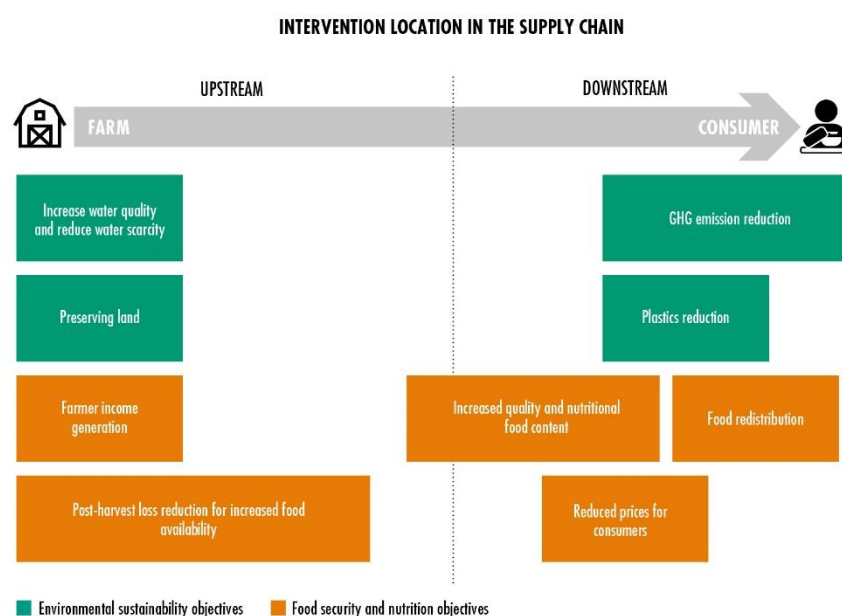 INTERVENTION LOCATION IN THE SUPPLY CHAIN
UPSTREAM
DOWNSTREAM
FARM
CONSUMER
Increase water quality
and reduce water scarcity
GHG emission reduction
Preserving land
Plastics reduction
Farmer income
generation
Increased quality and nutritional
food content
Food redistribution
Post-harvest loss reduction for increased food
availability
Reduced prices for
consumers
Environmental sustainability objectives
Food security and nutrition objectives